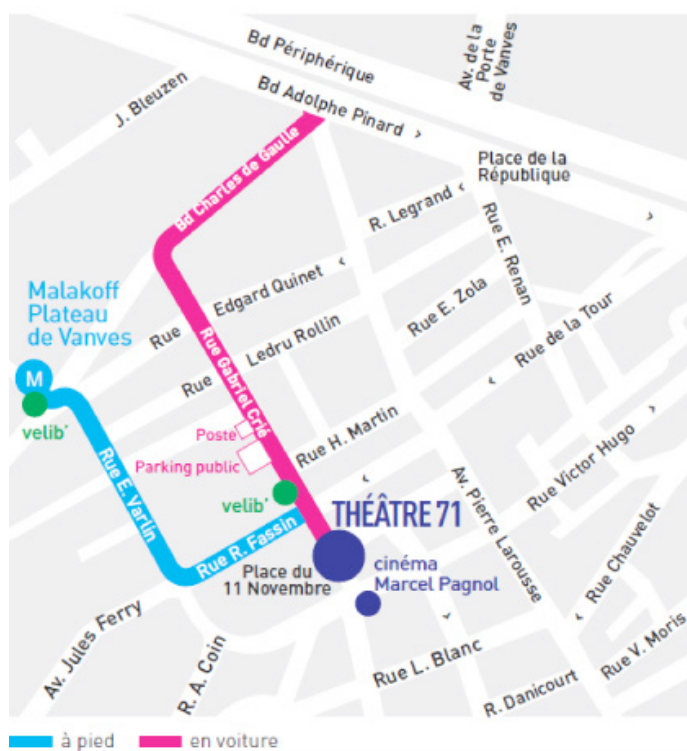 Bd Périphérique
Av. de la
Porte
de Vanves
J. Bleuzen
Bd Adolphe Pinard
Place de la
République
Bd Charles de Gaulle
R. Legrand
Rue E. Renan
Malakoff
Plateau
de Vanves
Rue Edgard Quinet
Rue E. Zola
Rue de la Tour
Rue Ledru Rollin
M
Rue Gabriel Crié
velib'
Poste
Parking public
Rue H. Martin
Rue E. Varlin
velib'
Av. Pierre Larousse
Rue Victor Hugo
THÉÂTRE 71
Rue R. Fassin
Place du
11 Novembre
cinéma
Marcel Pagnol
Rue Chauvelot
Av. Jules Ferry
R. A. Coin
Rue L. Blanc
R. Danicourt
Rue V. Moris
à pied
en voiture